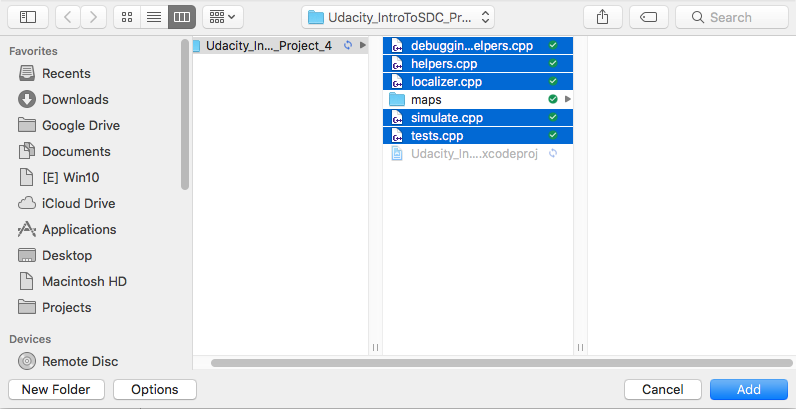 Udacity_IntroToSDC_Pr...
Search
Favorites
Recents
Downloads
Google Drive
Documents
[E] Win10
iCloud Drive
Applications
Desktop
Macintosh HD
Projects
Devices
Remote Disc
Udacity_In..._Project_4
debuggin...elpers.cpp
helpers.cpp
localizer.cpp
maps
simulate.cpp
tests.cpp
Udacity_In....xcodeproj
New Folder
Options
Cancel
Add